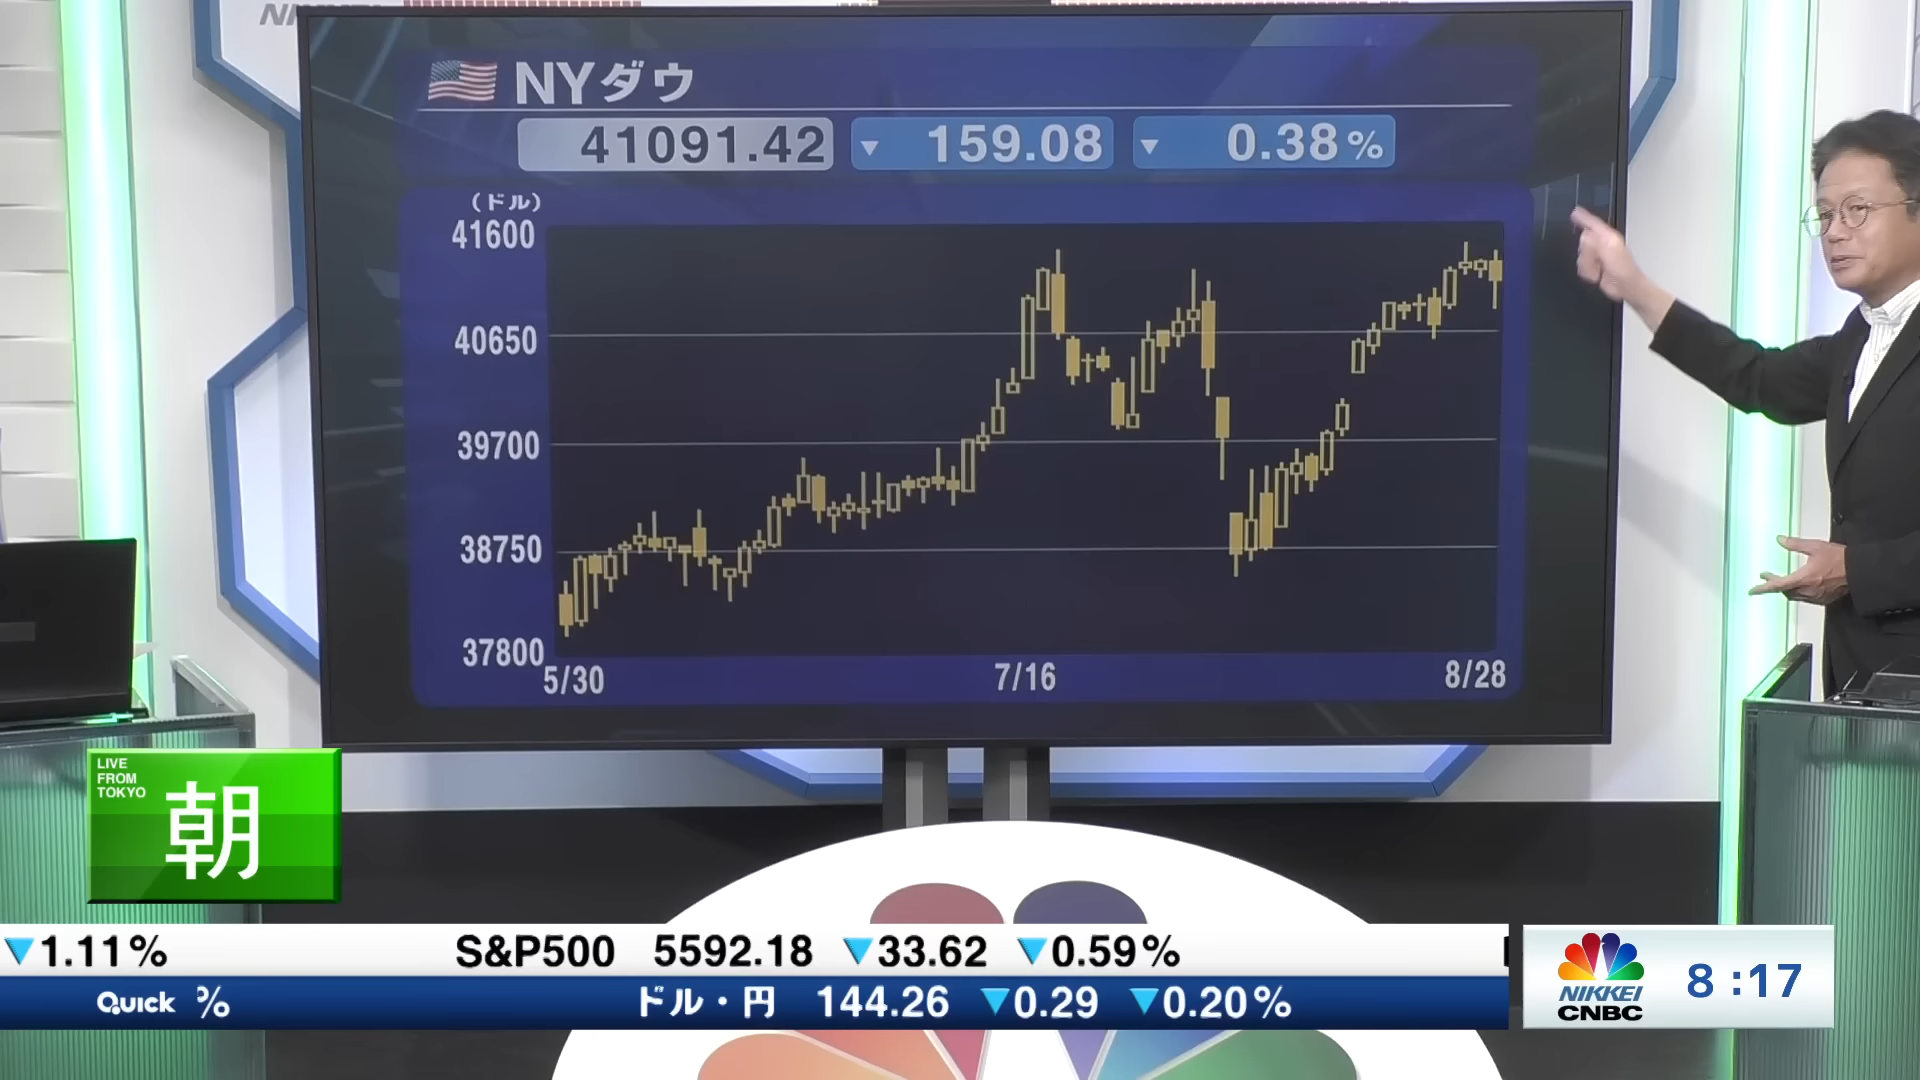 NYダウ
41091.42 ▼ 159.08 ▼ 0.38%
(ドル)
41600
40650
39700
38750
37800
5/30 7/16 8/28
LIVE
FROM
TOKYO
朝
▼1.11% S&P500 5592.18 ▼33.62 ▼0.59%
QUICK % ドル・円 144.26 ▼0.29 ▼0.20%
NIKKEI
CNBC
8:17